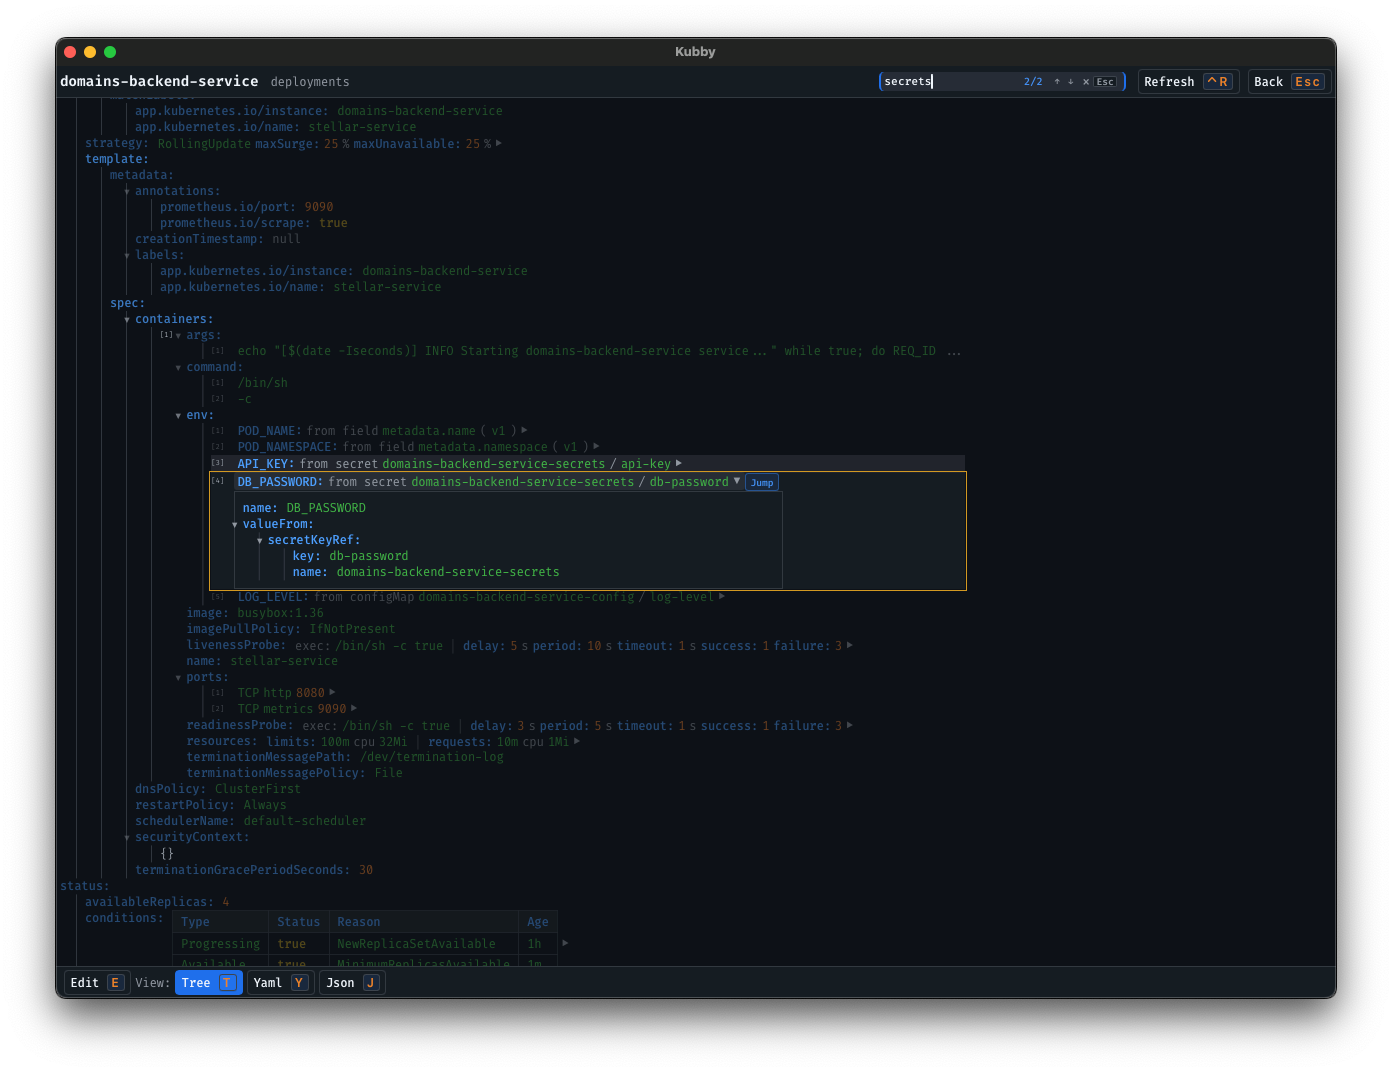 Kubby
domains-backend-service deployments secrets 2/2 ↑ ↓ × Esc Refresh ^R Back Esc
app.kubernetes.io/instance: domains-backend-service
app.kubernetes.io/name: stellar-service
strategy: RollingUpdate maxSurge: 25 % maxUnavailable: 25 % ▶
template:
metadata:
▼ annotations:
prometheus.io/port: 9090
prometheus.io/scrape: true
creationTimestamp: null
▼ labels:
app.kubernetes.io/instance: domains-backend-service
app.kubernetes.io/name: stellar-service
spec:
▼ containers:
[1] ▼ args:
[1] echo "[$(date -Iseconds)] INFO Starting domains-backend-service service..." while true; do REQ_ID ...
▼ command:
[1] /bin/sh
[2] -c
▼ env:
[1] POD_NAME: from field metadata.name ( v1 ) ▶
[2] POD_NAMESPACE: from field metadata.namespace ( v1 ) ▶
[3] API_KEY: from secret domains-backend-service-secrets / api-key ▶
[4] DB_PASSWORD: from secret domains-backend-service-secrets / db-password ▼ Jump
name: DB_PASSWORD
▼ valueFrom:
▼ secretKeyRef:
key: db-password
name: domains-backend-service-secrets
[5] LOG_LEVEL: from configMap domains-backend-service-config / log-level ▶
image: busybox:1.36
imagePullPolicy: IfNotPresent
livenessProbe: exec: /bin/sh -c true | delay: 5 s period: 10 s timeout: 1 s success: 1 failure: 3 ▶
name: stellar-service
▼ ports:
[1] TCP http 8080 ▶
[2] TCP metrics 9090 ▶
readinessProbe: exec: /bin/sh -c true | delay: 3 s period: 5 s timeout: 1 s success: 1 failure: 3 ▶
resources: limits: 100m cpu 32Mi | requests: 10m cpu 1Mi ▶
terminationMessagePath: /dev/termination-log
terminationMessagePolicy: File
dnsPolicy: ClusterFirst
restartPolicy: Always
schedulerName: default-scheduler
▼ securityContext:
{}
terminationGracePeriodSeconds: 30
status:
availableReplicas: 4
conditions: Type Status Reason Age
Progressing true NewReplicaSetAvailable 1h ▶
Available true MinimumReplicasAvailable 1m
Edit E View: Tree T Yaml Y Json J